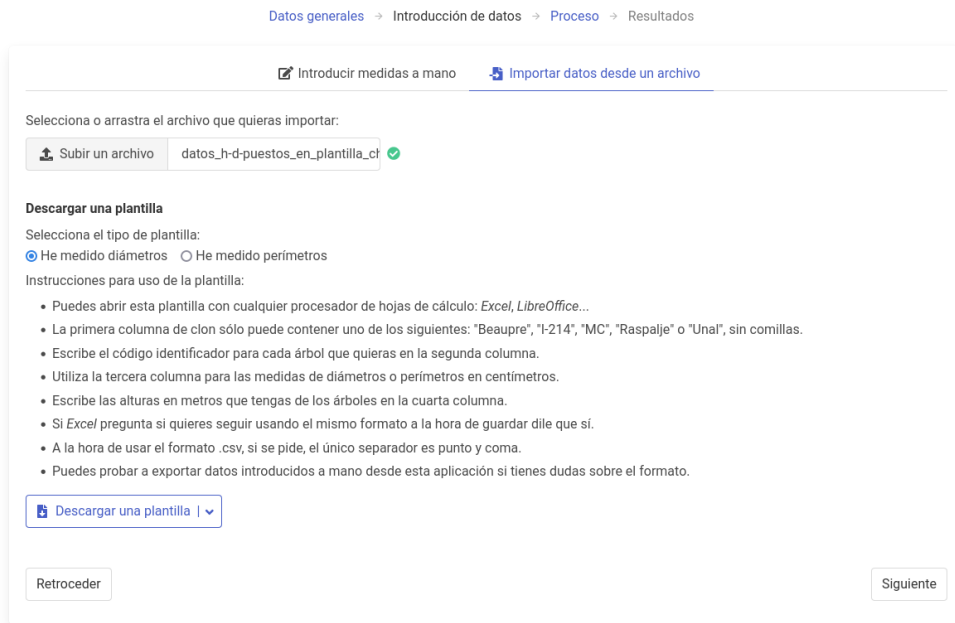 Datos generales → Introducción de datos → Proceso → Resultados
Introducir medidas a mano Importar datos desde un archivo
Selecciona o arrastra el archivo que quieras importar:
Subir un archivo datos_h-d-puestos_en_plantilla_ch
Descargar una plantilla
Selecciona el tipo de plantilla:
He medido diámetros He medido perímetros
Instrucciones para uso de la plantilla:
• Puedes abrir esta plantilla con cualquier procesador de hojas de cálculo: Excel, LibreOffice...
• La primera columna de clon sólo puede contener uno de los siguientes: "Beaupre", "I-214", "MC", "Raspalje" o "Unal", sin comillas.
• Escribe el código identificador para cada árbol que quieras en la segunda columna.
• Utiliza la tercera columna para las medidas de diámetros o perímetros en centímetros.
• Escribe las alturas en metros que tengas de los árboles en la cuarta columna.
• Si Excel pregunta si quieres seguir usando el mismo formato a la hora de guardar dile que sí.
• A la hora de usar el formato .csv, si se pide, el único separador es punto y coma.
• Puedes probar a exportar datos introducidos a mano desde esta aplicación si tienes dudas sobre el formato.
Descargar una plantilla |
Retroceder Siguiente